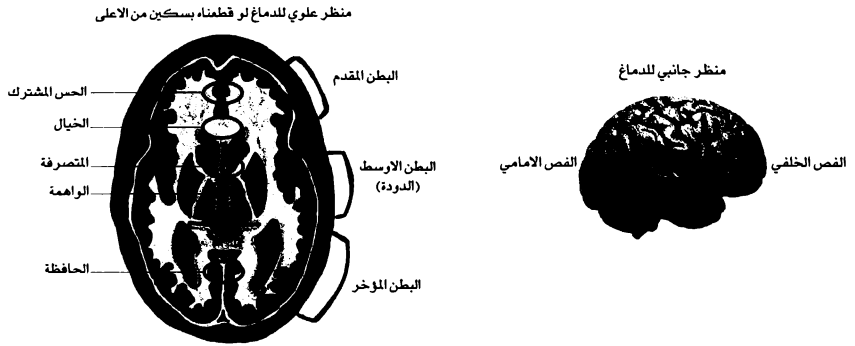 منظر علوي للدماغ لو قطعناه بسكين من الاعلى
البطن المقدم
الحس المشترك
الخيال
المتصرفة
الواهمة
البطن الاوسط
(الدودة)
الحافظة
البطن المؤخر
منظر جانبي للدماغ
الفص الخلفي
الفص الامامي